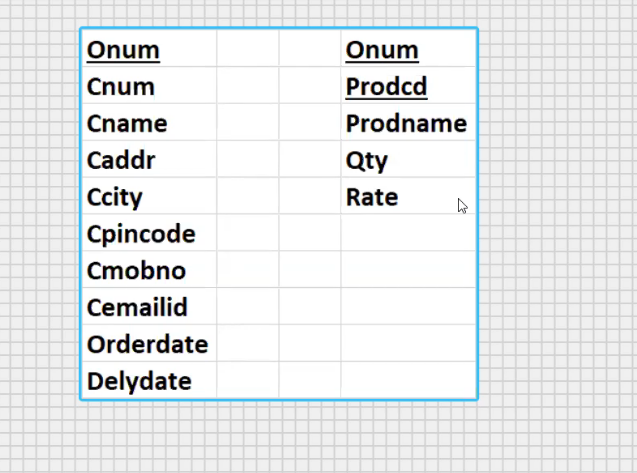 Onum Onum
Cnum Prodcd
Cname Prodname
Caddr Qty
Ccity Rate
Cpincode
Cmobno
Cemailid
Orderdate
Delydate